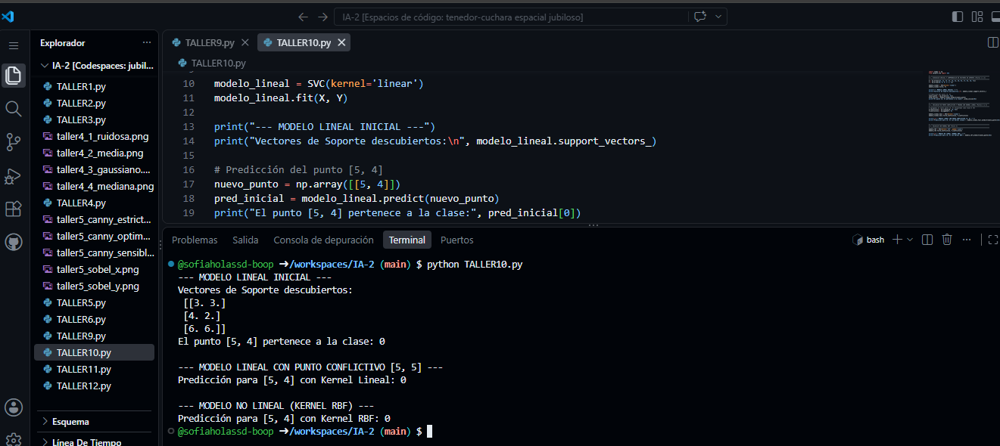 IA-2 [Espacios de código: tenedor-cuchara espacial jubiloso]
Explorador
IA-2 [Codespaces: jubil...
TALLER1.py
TALLER2.py
TALLER3.py
taller4_1_ruidosa.png
taller4_2_media.png
taller4_3_gaussiano....
taller4_4_mediana.png
TALLER4.py
taller5_canny_estrict...
taller5_canny_optim...
taller5_canny_sensibl...
taller5_sobel_x.png
taller5_sobel_y.png
TALLER5.py
TALLER6.py
TALLER9.py
TALLER10.py
TALLER11.py
TALLER12.py
Esquema
Línea De Tiempo
TALLER9.py TALLER10.py
TALLER10.py
10 modelo_lineal = SVC(kernel='linear')
11 modelo_lineal.fit(X, Y)
12
13 print("--- MODELO LINEAL INICIAL ---")
14 print("Vectores de Soporte descubiertos:\n", modelo_lineal.support_vectors_)
15
16 # Predicción del punto [5, 4]
17 nuevo_punto = np.array([[5, 4]])
18 pred_inicial = modelo_lineal.predict(nuevo_punto)
19 print("El punto [5, 4] pertenece a la clase:", pred_inicial[0])
Problemas Salida Consola de depuración Terminal Puertos
bash
@sofiaholassd-boop ➜/workspaces/IA-2 (main) $ python TALLER10.py
--- MODELO LINEAL INICIAL ---
Vectores de Soporte descubiertos:
[[3. 3.]
[4. 2.]
[6. 6.]]
El punto [5, 4] pertenece a la clase: 0
--- MODELO LINEAL CON PUNTO CONFLICTIVO [5, 5] ---
Predicción para [5, 4] con Kernel Lineal: 0
--- MODELO NO LINEAL (KERNEL RBF) ---
Predicción para [5, 4] con Kernel RBF: 0
@sofiaholassd-boop ➜/workspaces/IA-2 (main) $